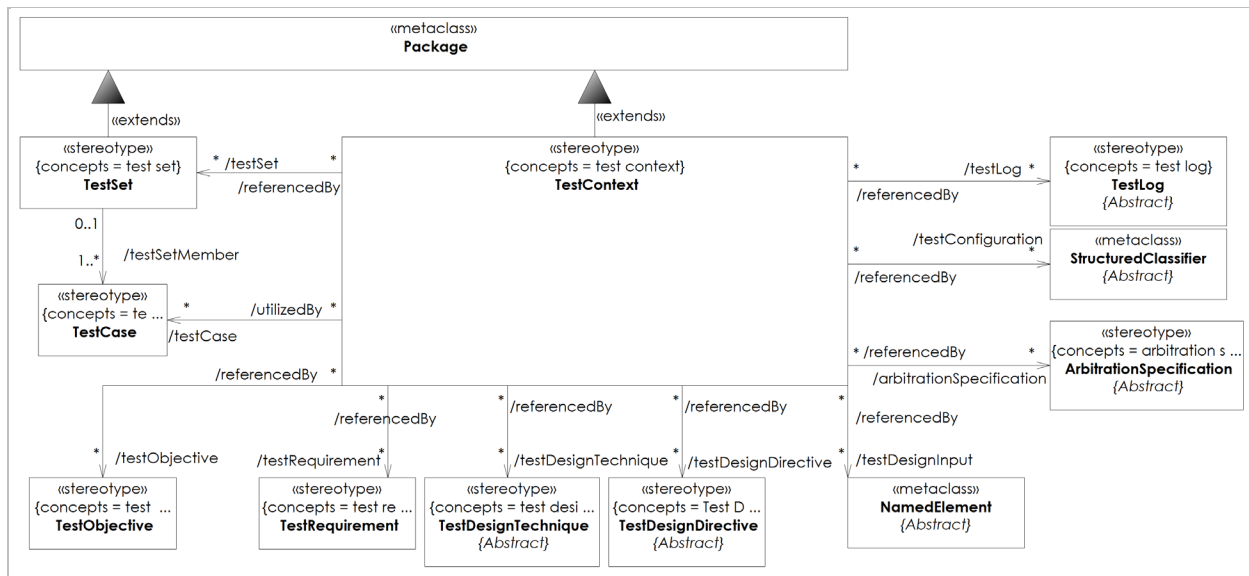 «metaclass»
Package
«extends»
«extends»
«stereotype»
{concepts = test set}
TestSet
* /testSet *
/referencedBy
«stereotype»
{concepts = test context}
TestContext
* /testLog *
/referencedBy
«stereotype»
{concepts = test log}
TestLog
{Abstract}
0..1
1..*
/testSetMember
/testConfiguration
* *
/referencedBy
«metaclass»
StructuredClassifier
{Abstract}
«stereotype»
{concepts = te ...
TestCase
* /utilizedBy *
/testCase
* /referencedBy *
/arbitrationSpecification
«stereotype»
{concepts = arbitration s ...
ArbitrationSpecification
{Abstract}
/referencedBy *
* /testObjective
*
/referencedBy
/testRequirement *
*
/referencedBy
* /testDesignTechnique
*
/referencedBy
* /testDesignDirective
*
/referencedBy
* /testDesignInput
«stereotype»
{concepts = test ...
TestObjective
«stereotype»
{concepts = test re ...
TestRequirement
«stereotype»
{concepts = test desi ...
TestDesignTechnique
{Abstract}
«stereotype»
{concepts = Test D ...
TestDesignDirective
{Abstract}
«metaclass»
NamedElement
{Abstract}